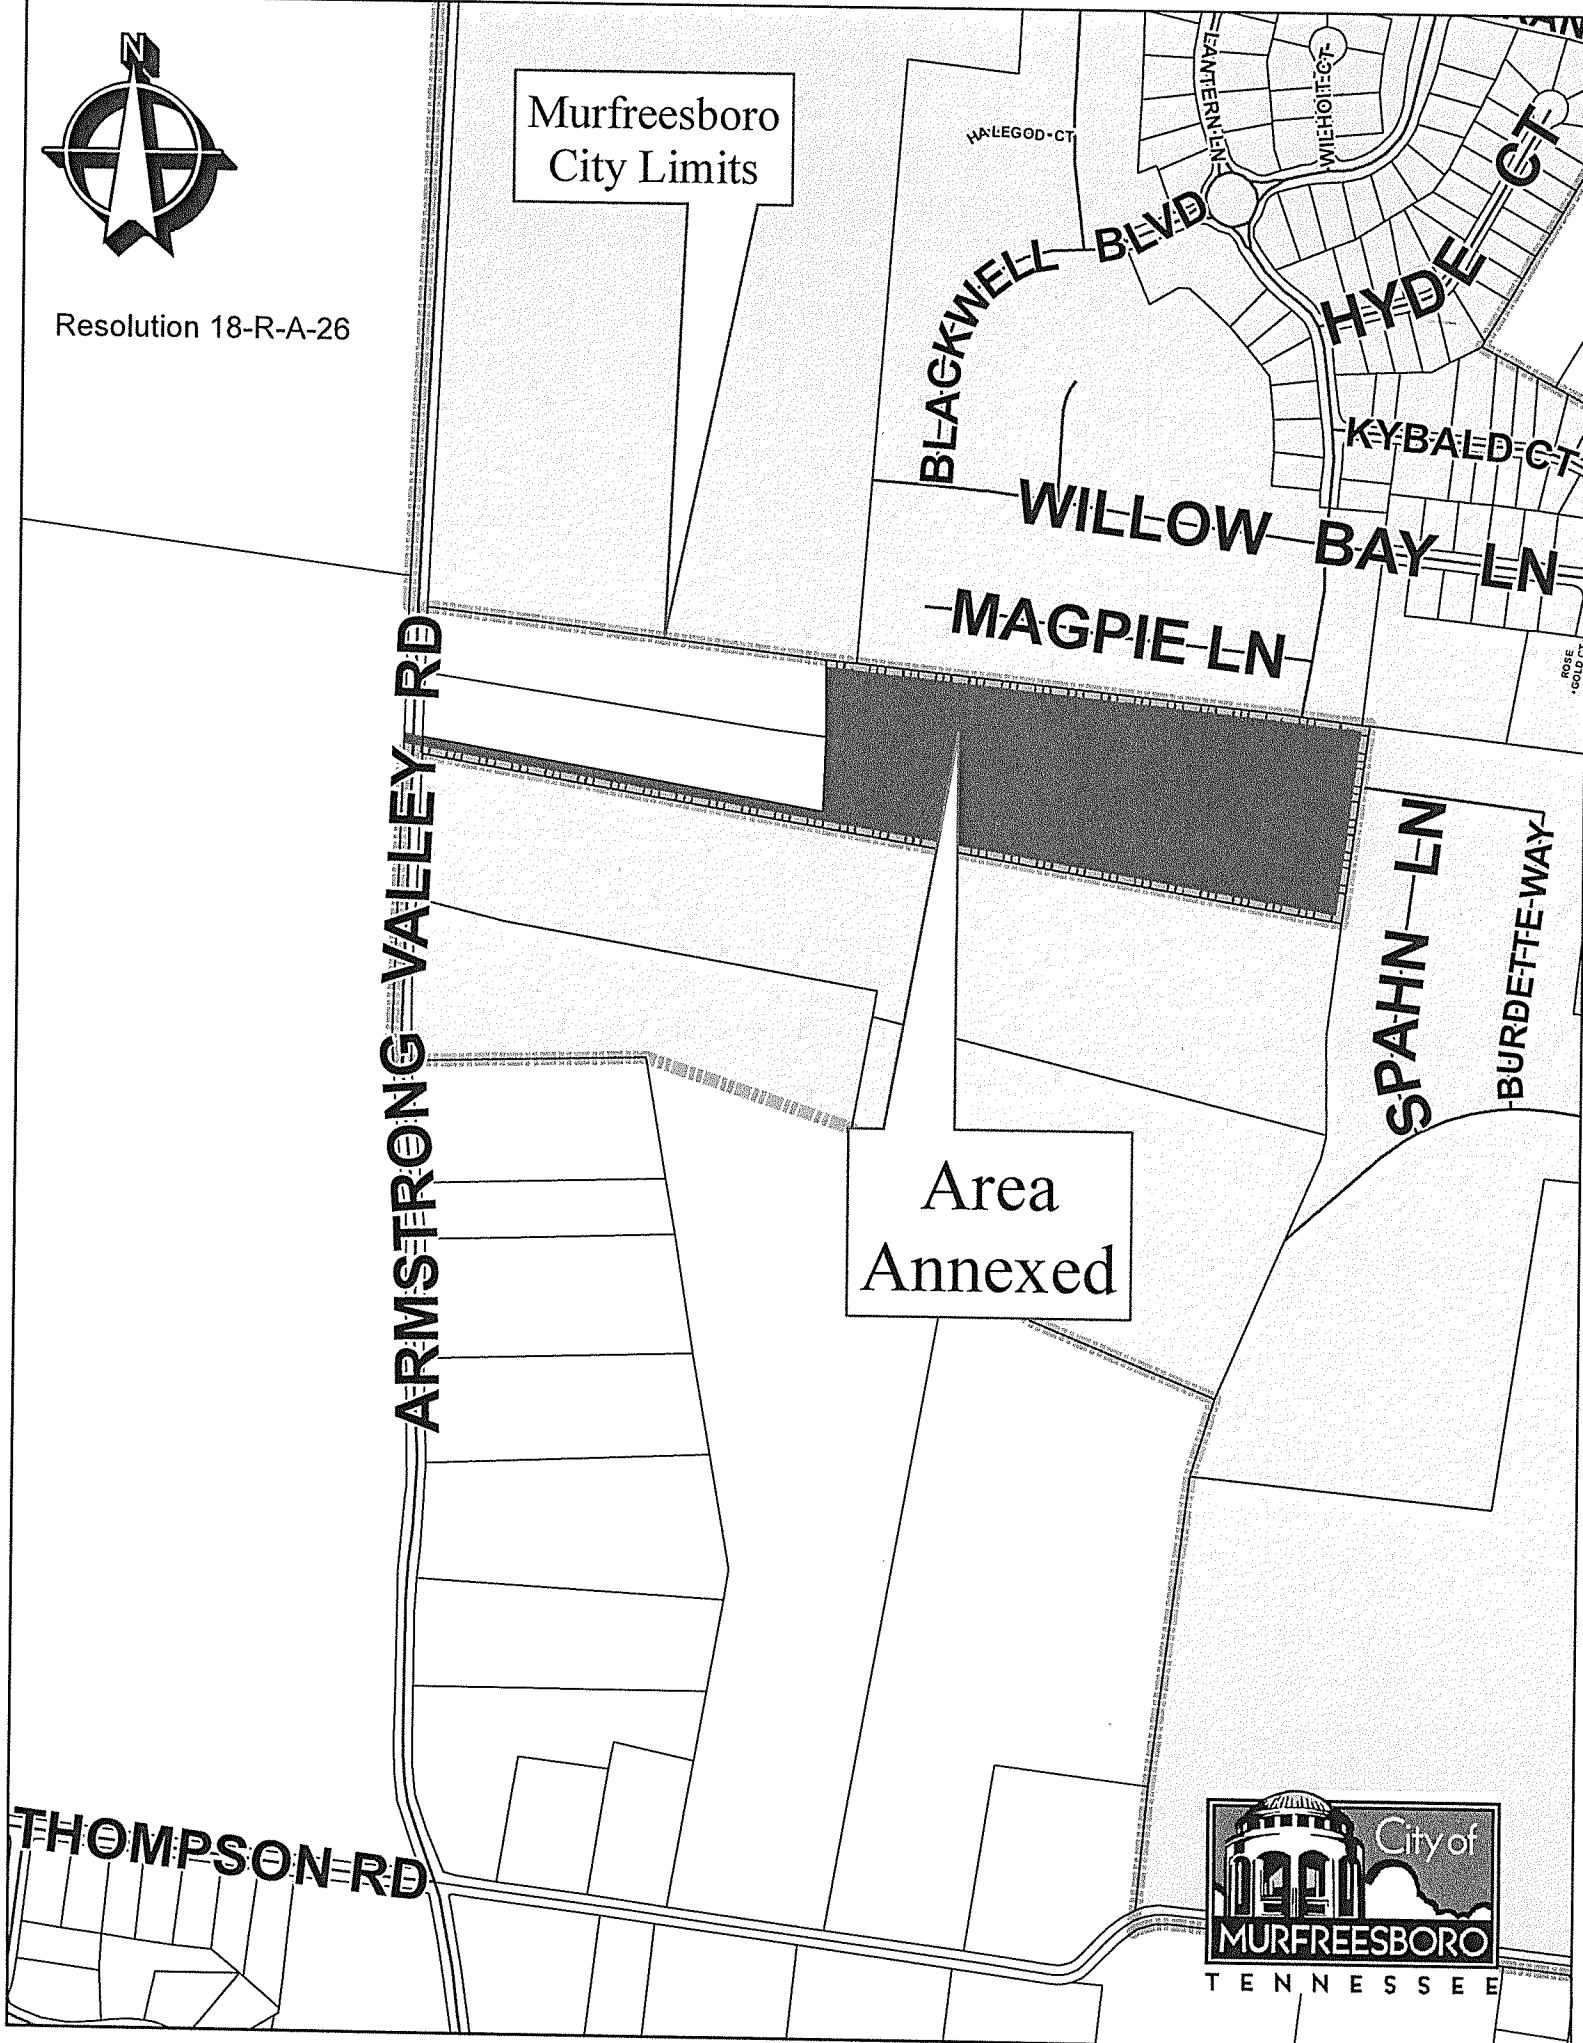 N
Resolution 18-R-A-26
Murfreesboro
City Limits
HALEGOD CT
LANTERN LN
WILHOIT CT
HYDE CT
BLACKWELL BLVD
KYBALD CT
WILLOW BAY LN
MAGPIE LN
ROSE
GOLD CT
ARMSTRONG VALLEY RD
SPAHN LN
BURDETTE WAY
Area
Annexed
THOMPSON RD
City of
MURFREESBORO
TENNESSEE